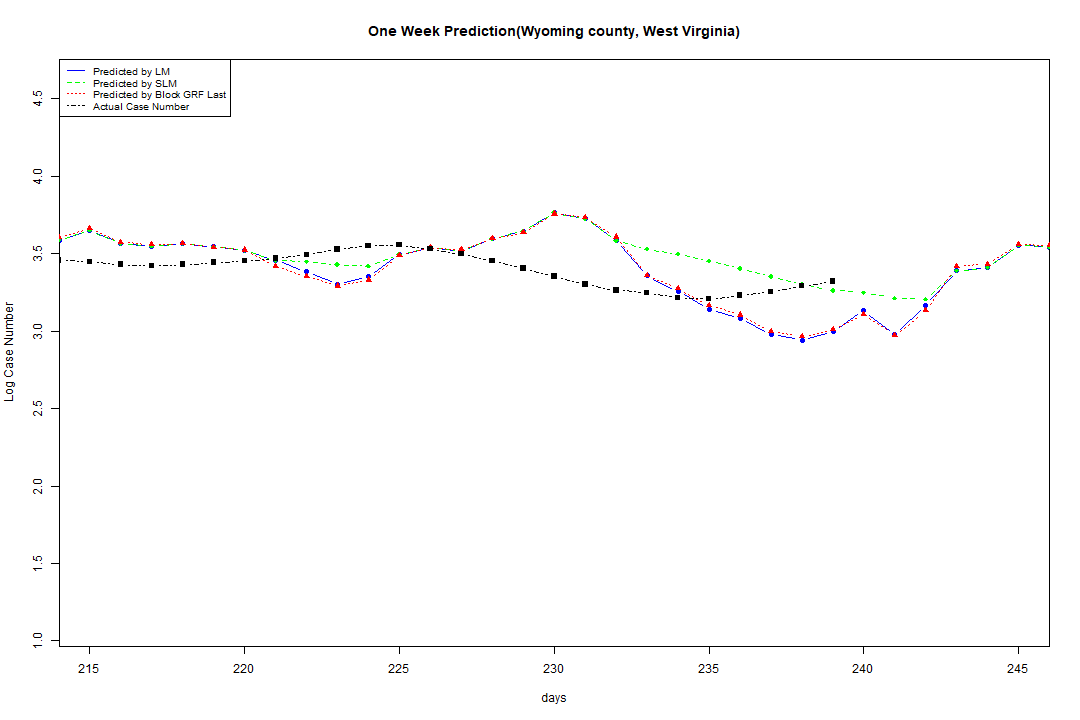 One Week Prediction(Wyoming county, West Virginia)
Predicted by LM
Predicted by SLM
Predicted by Block GRF Last
Actual Case Number
4.5
4.0
3.5
3.0
2.5
2.0
1.5
1.0
Log Case Number
215 220 225 230 235 240 245
days